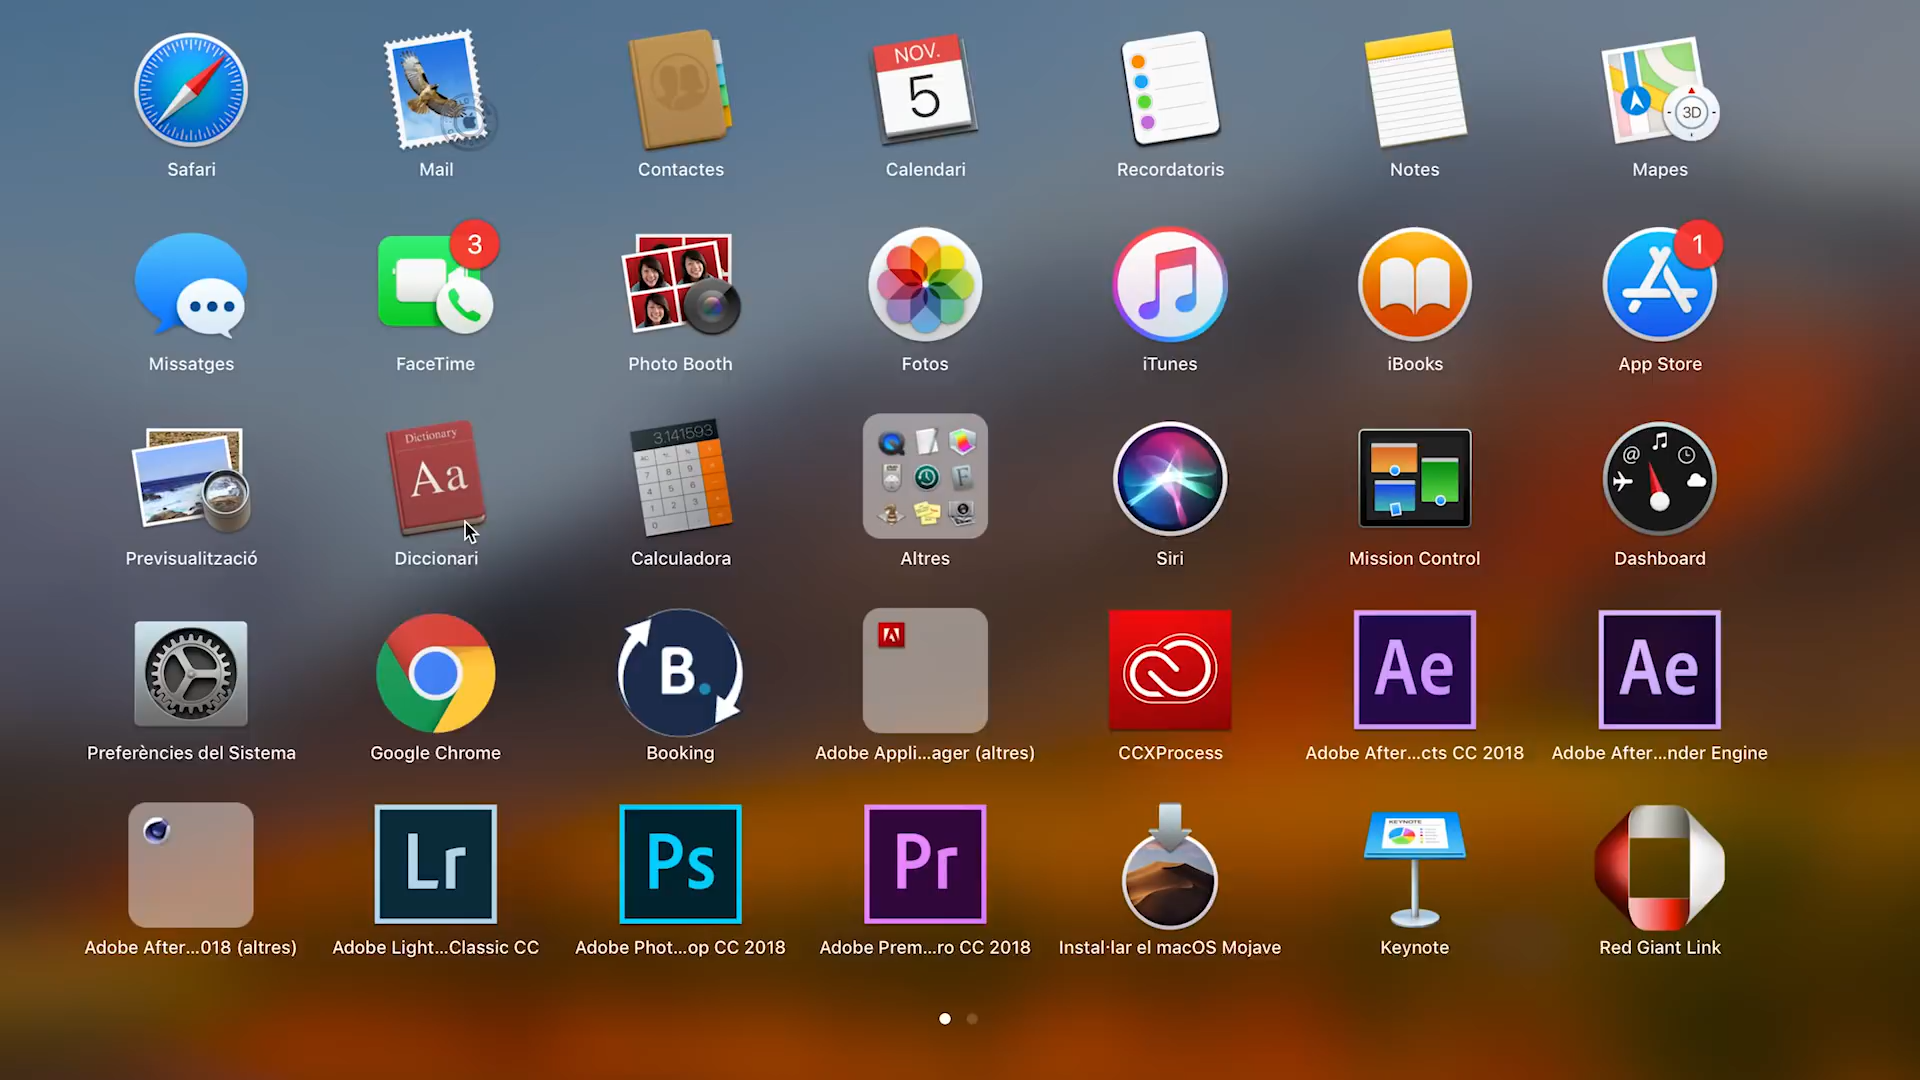 NOV.
5
3D
Safari
Mail
Contactes
Calendari
Recordatoris
Notes
Mapes
3
1
Missatges
FaceTime
Photo Booth
Fotos
iTunes
iBooks
App Store
Dictionary
Aa
3.141593
Previsualització
Diccionari
Calculadora
Altres
Siri
Mission Control
Dashboard
B.
Ae
Ae
Preferències del Sistema
Google Chrome
Booking
Adobe Appli...ager (altres)
CCXProcess
Adobe After...cts CC 2018
Adobe After...nder Engine
Lr
Ps
Pr
KEYNOTE
Adobe After...018 (altres)
Adobe Light...Classic CC
Adobe Phot...op CC 2018
Adobe Prem...ro CC 2018
Instal·lar el macOS Mojave
Keynote
Red Giant Link